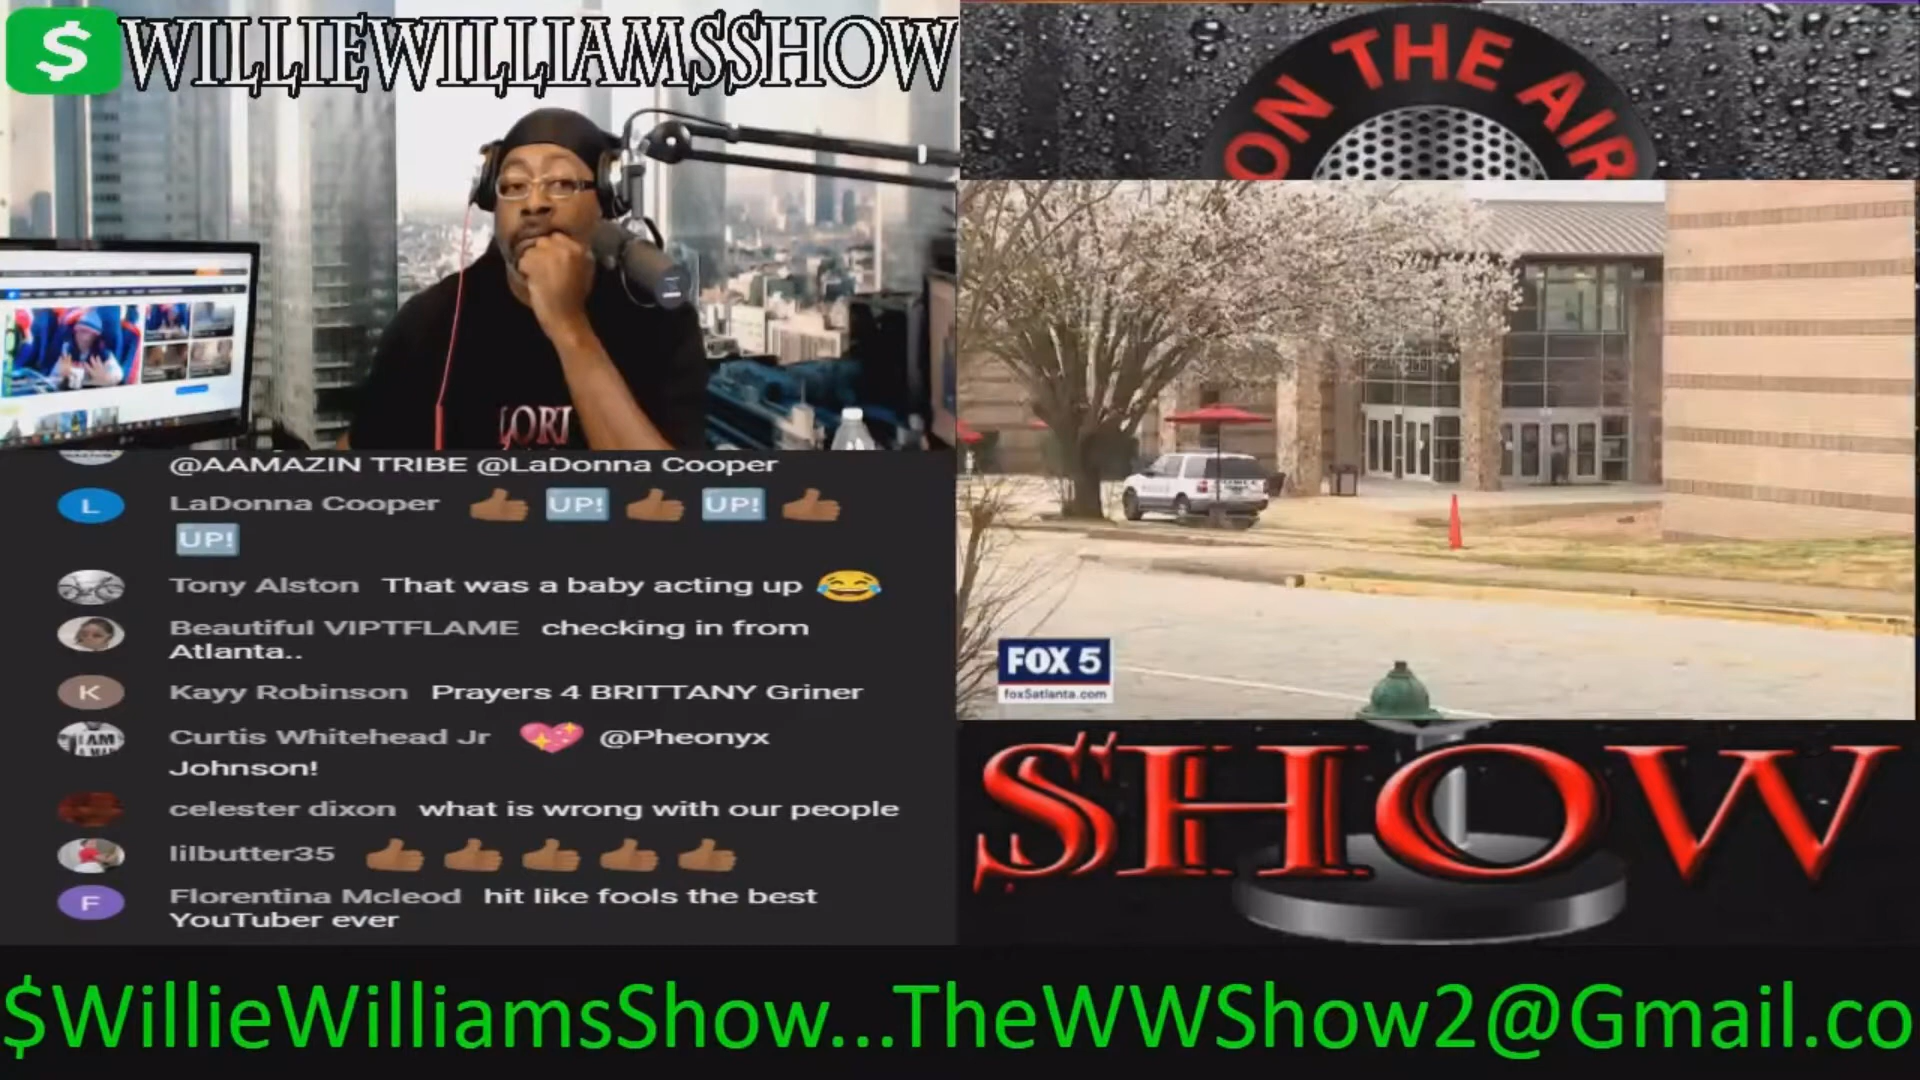 $ WILLIEWILLIAMSSHOW
ON THE AIR
@AAMAZIN TRIBE @LaDonna Cooper
L LaDonna Cooper UP! UP!
UP!
Tony Alston That was a baby acting up
Beautiful VIPTFLAME checking in from
Atlanta..
K Kayy Robinson Prayers 4 BRITTANY Griner
Curtis Whitehead Jr @Pheonyx
Johnson!
I AM
celester dixon what is wrong with our people
lilbutter35
F Florentina Mcleod hit like fools the best
YouTuber ever
FOX 5
fox5atlanta.com
SHOW
$WillieWilliamsShow...TheWWShow2@Gmail.co